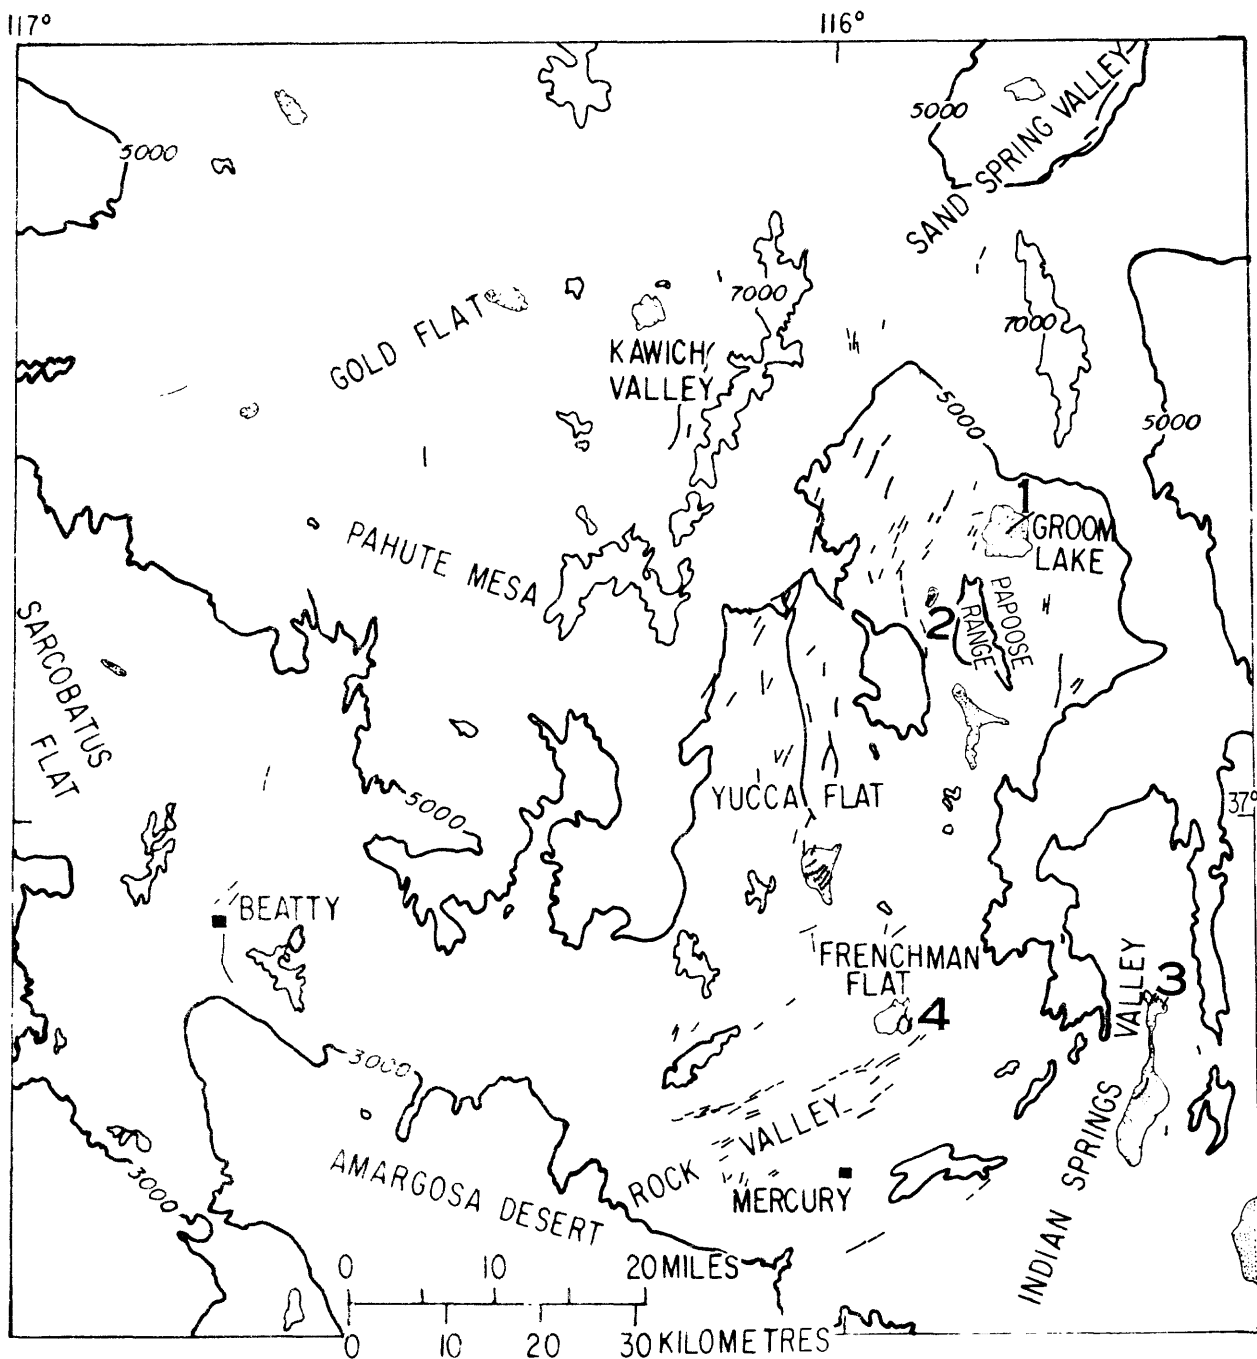 117°
116°
5000
5000
SAND SPRING VALLEY
7000
7000
GOLD FLAT
KAWICH
VALLEY
5000
5000
1
GROOM
LAKE
PAHUTE MESA
2
PAPOOSE
RANGE
SARCOBATUS
FLAT
5000
YUCCA FLAT
37°
BEATTY
FRENCHMAN
FLAT
4
VALLEY
3
3000
3000
ROCK VALLEY
AMARGOSA DESERT
MERCURY
INDIAN SPRINGS
0 10 20 MILES
0 10 20 30 KILOMETRES